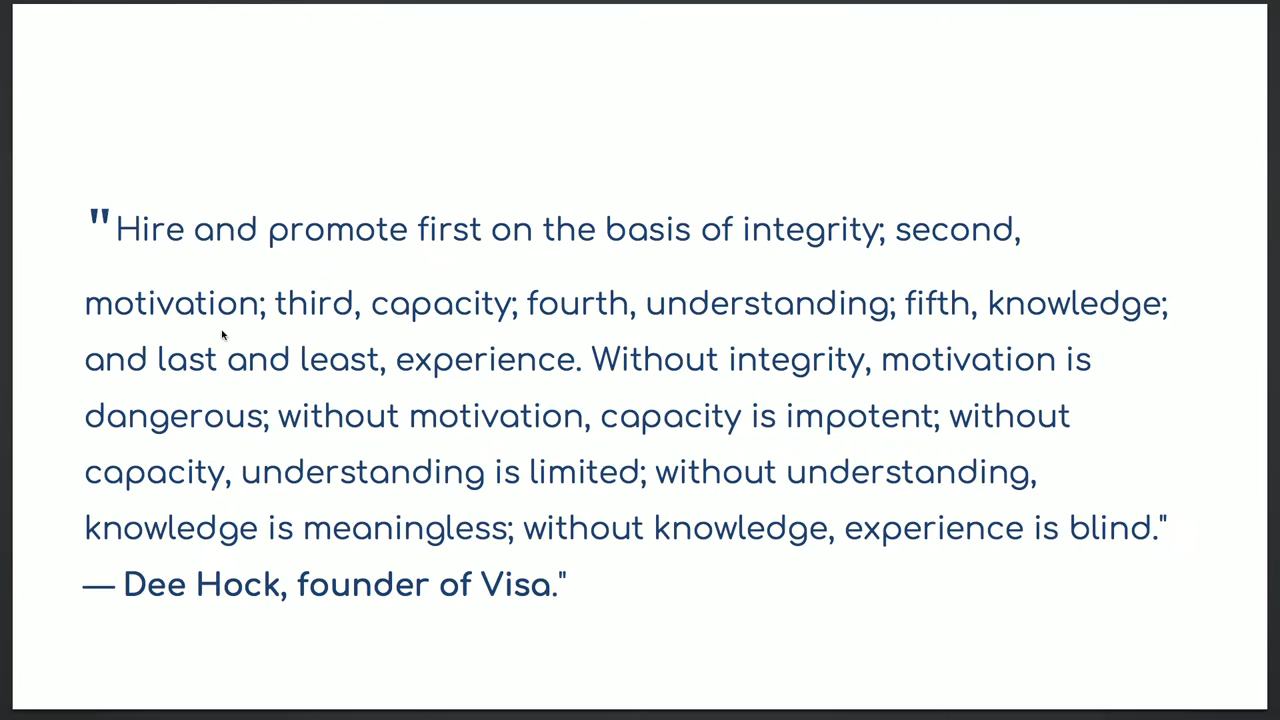 "Hire and promote first on the basis of integrity; second,
motivation; third, capacity; fourth, understanding; fifth, knowledge;
and last and least, experience. Without integrity, motivation is
dangerous; without motivation, capacity is impotent; without
capacity, understanding is limited; without understanding,
knowledge is meaningless; without knowledge, experience is blind."
— Dee Hock, founder of Visa."